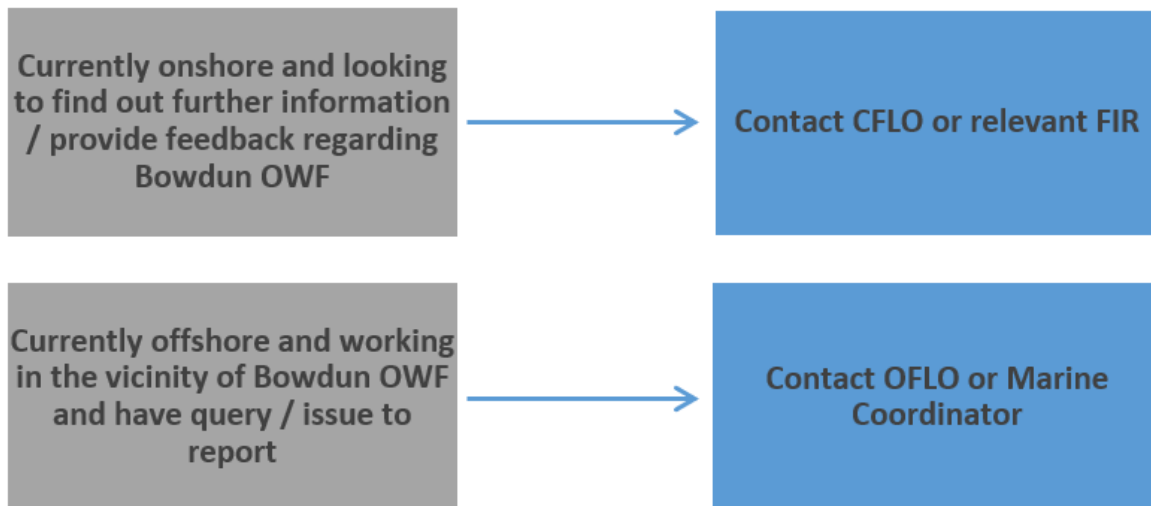 Currently onshore and looking
to find out further information
/ provide feedback regarding
Bowdun OWF
Contact CFLO or relevant FIR
Currently offshore and working
in the vicinity of Bowdun OWF
and have query / issue to
report
Contact OFLO or Marine
Coordinator